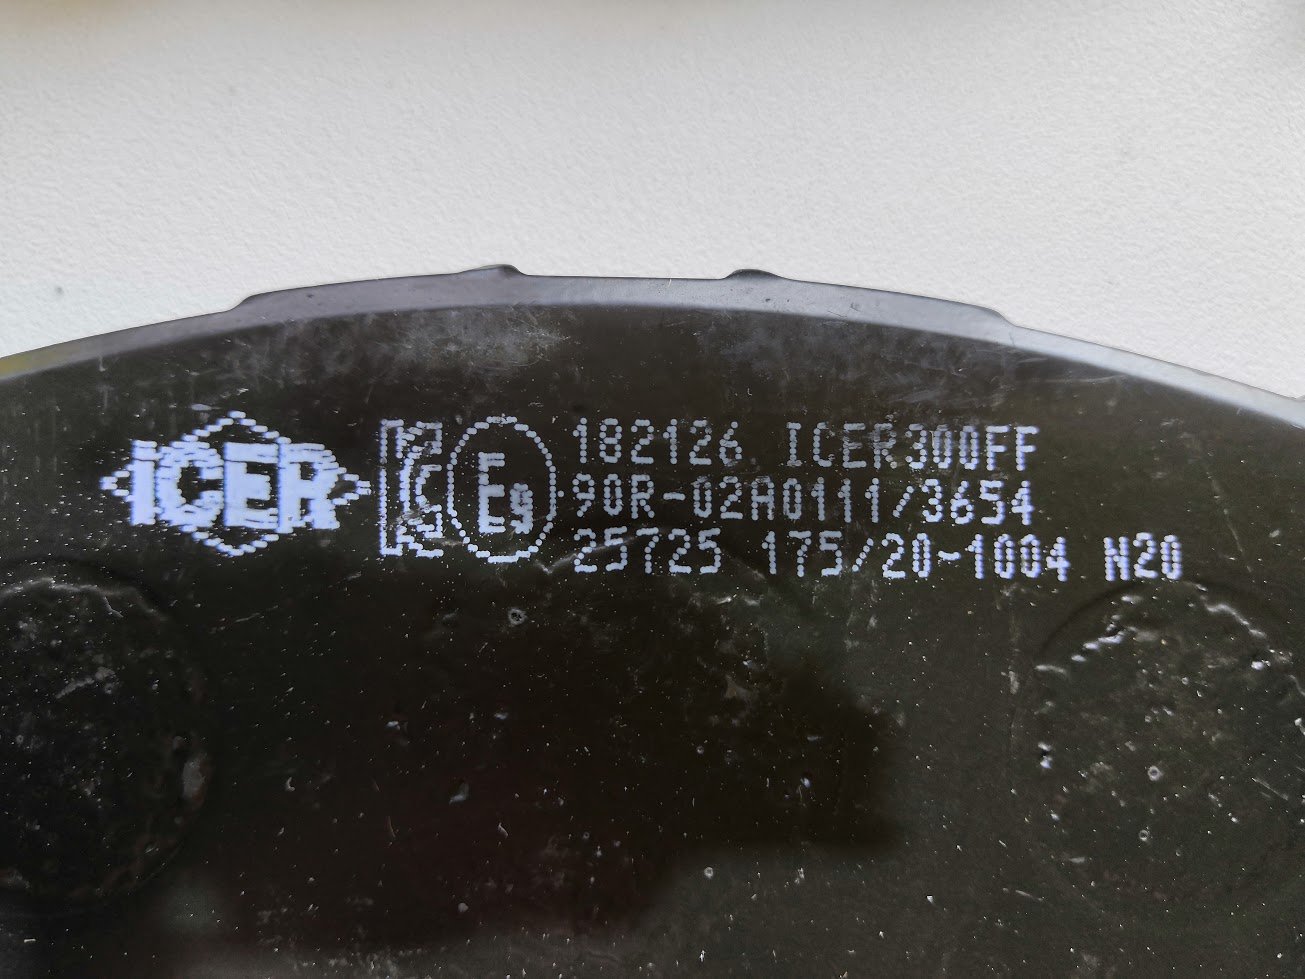 ICER
E9
182126 ICER300FF
90R-02A0111/3654
25725 175/20-1004 N20